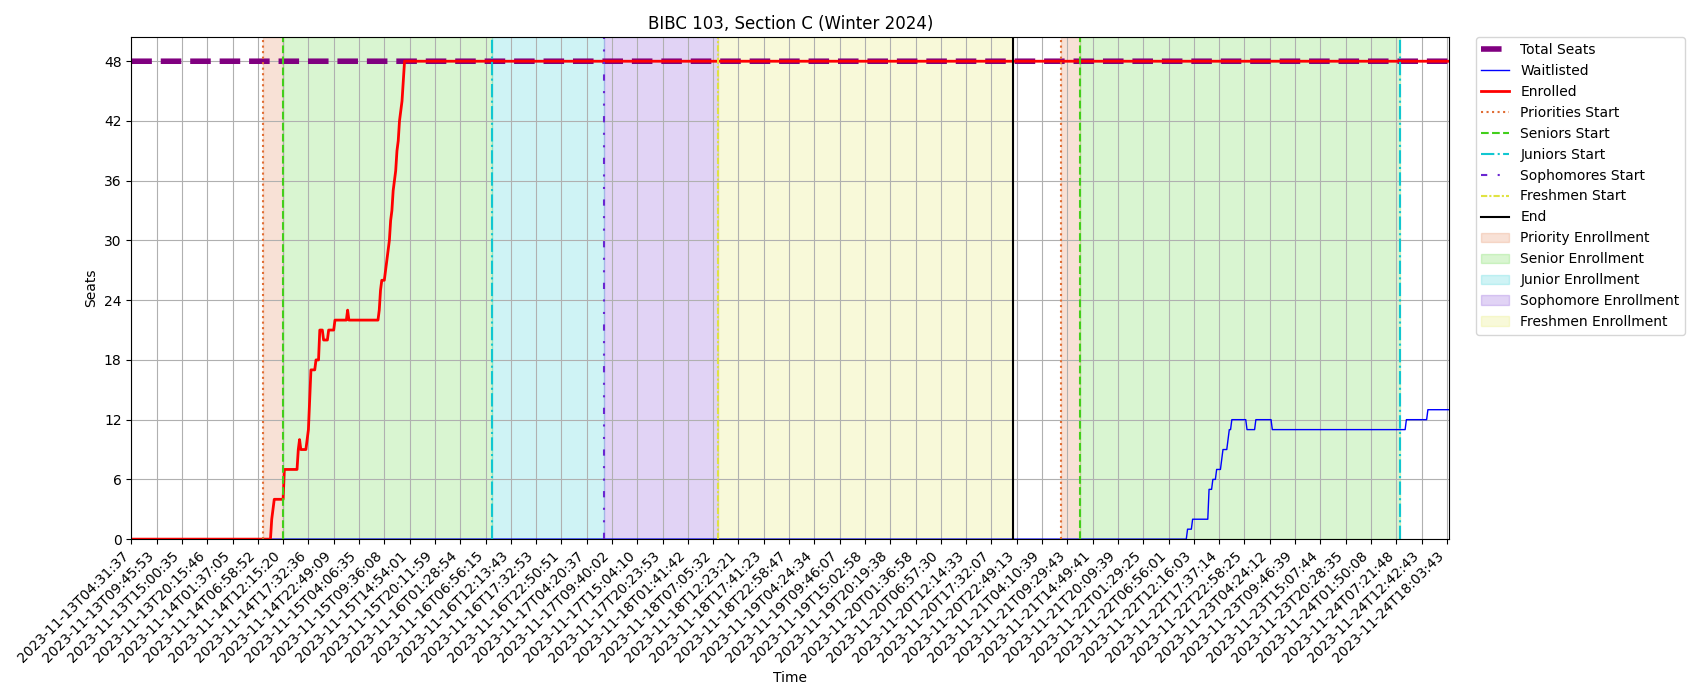 BIBC 103, Section C (Winter 2024)
Seats
48
42
36
30
24
18
12
6
0
2023-11-13T04:31:37
2023-11-13T09:45:53
2023-11-13T15:00:35
2023-11-13T20:15:46
2023-11-14T01:37:05
2023-11-14T06:58:52
2023-11-14T12:15:20
2023-11-14T17:32:36
2023-11-14T22:49:09
2023-11-15T04:06:35
2023-11-15T09:36:08
2023-11-15T14:54:01
2023-11-15T20:11:59
2023-11-16T01:28:54
2023-11-16T06:56:15
2023-11-16T12:13:43
2023-11-16T17:32:53
2023-11-16T22:50:51
2023-11-17T04:20:37
2023-11-17T09:40:02
2023-11-17T15:04:10
2023-11-17T20:23:53
2023-11-18T01:41:42
2023-11-18T07:05:32
2023-11-18T12:23:21
2023-11-18T17:41:23
2023-11-18T22:58:47
2023-11-19T04:24:34
2023-11-19T09:46:07
2023-11-19T15:02:58
2023-11-19T20:19:38
2023-11-20T01:36:58
2023-11-20T06:57:30
2023-11-20T12:14:33
2023-11-20T17:32:07
2023-11-20T22:49:13
2023-11-21T04:10:39
2023-11-21T09:29:43
2023-11-21T14:49:41
2023-11-21T20:09:39
2023-11-22T01:29:25
2023-11-22T06:56:01
2023-11-22T12:16:03
2023-11-22T17:37:14
2023-11-22T22:58:25
2023-11-23T04:24:12
2023-11-23T09:46:39
2023-11-23T15:07:44
2023-11-23T20:28:35
2023-11-24T01:50:08
2023-11-24T07:21:48
2023-11-24T12:42:43
2023-11-24T18:03:43
Time
Total Seats
Waitlisted
Enrolled
Priorities Start
Seniors Start
Juniors Start
Sophomores Start
Freshmen Start
End
Priority Enrollment
Senior Enrollment
Junior Enrollment
Sophomore Enrollment
Freshmen Enrollment